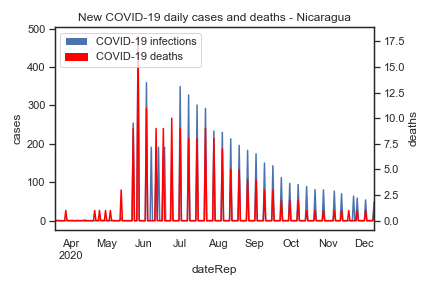 New COVID-19 daily cases and deaths - Nicaragua
COVID-19 infections
COVID-19 deaths
500
400
300
200
100
0
cases
17.5
15.0
12.5
10.0
7.5
5.0
2.5
0.0
deaths
Apr May Jun Jul Aug Sep Oct Nov Dec
2020
dateRep